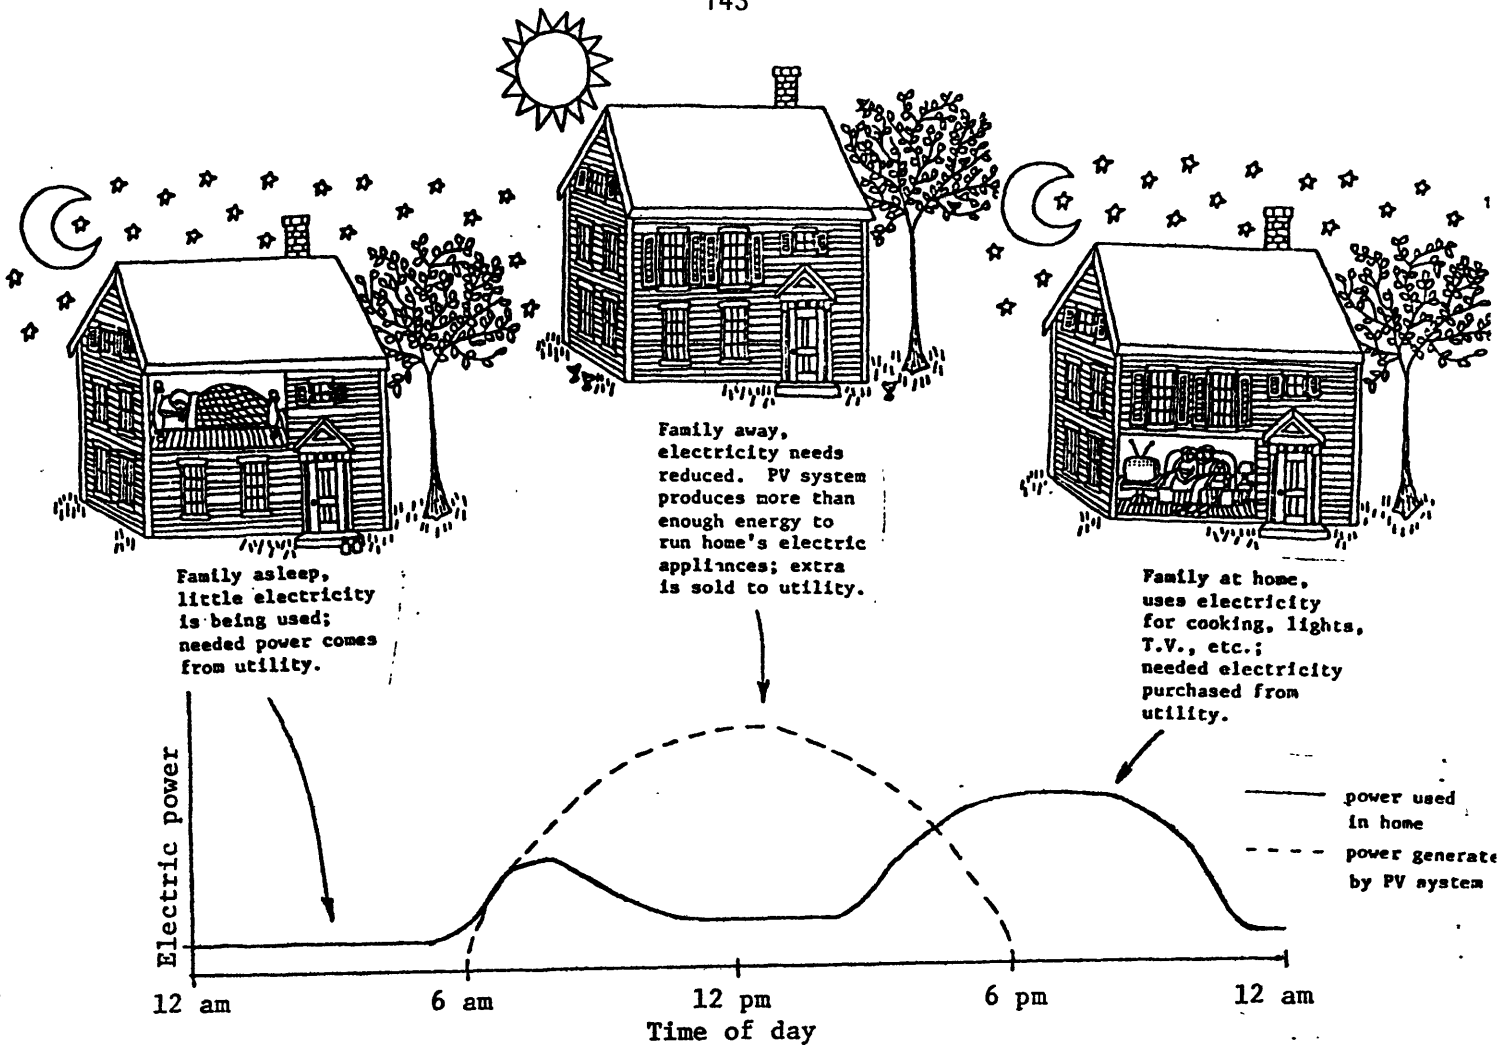 143
Family asleep,
little electricity
is being used;
needed power comes
from utility.
Family away,
electricity needs
reduced. PV system
produces more than
enough energy to
run home's electric
appliances; extra
is sold to utility.
Family at home,
uses electricity
for cooking, lights,
T.V., etc.;
needed electricity
purchased from
utility.
Electric power
power used
in home
power generate
by PV system
12 am
6 am
12 pm
6 pm
12 am
Time of day